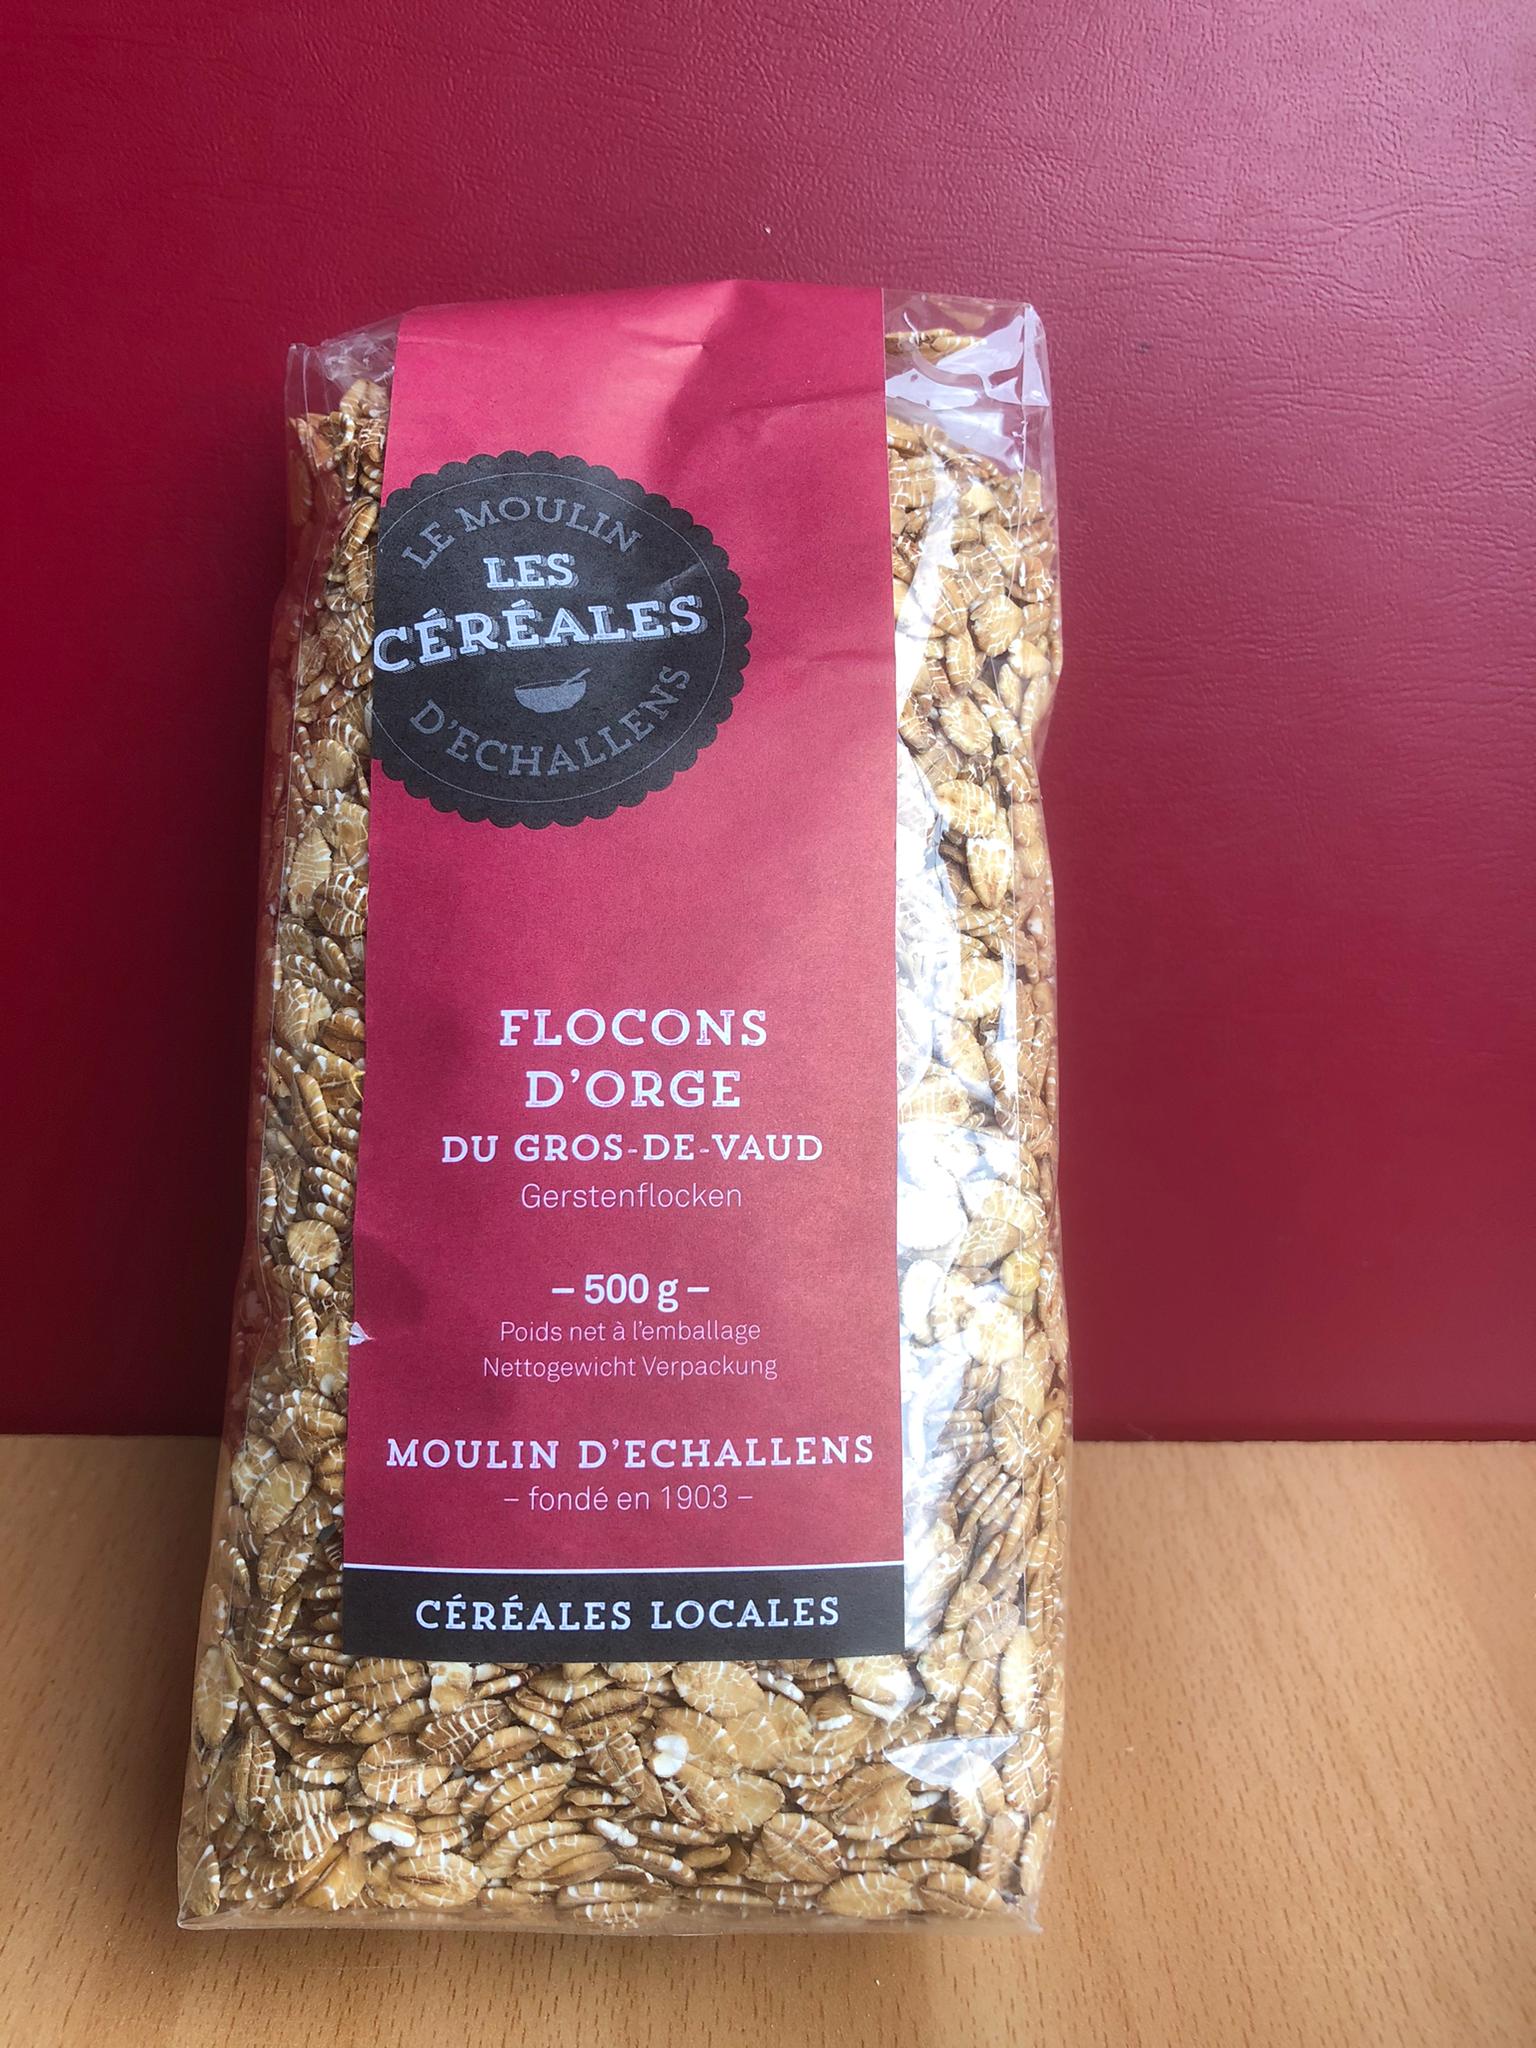 LE MOULIN
LES
CÉRÉALES
D'ECHALLENS
FLOCONS
D'ORGE
DU GROS-DE-VAUD
Gerstenflocken
– 500 g –
Poids net à l'emballage
Nettogewicht Verpackung
MOULIN D'ECHALLENS
– fondé en 1903 –
CÉRÉALES LOCALES